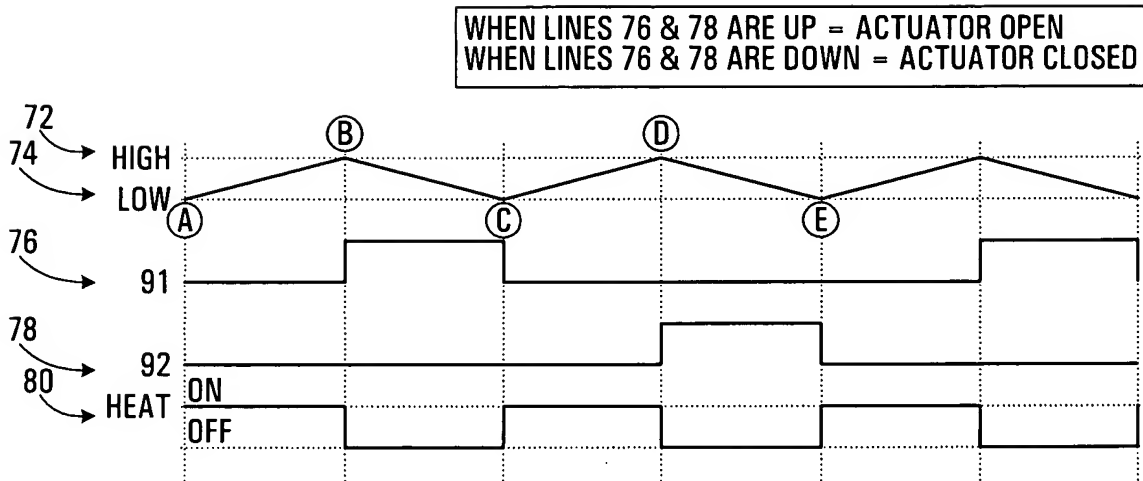 WHEN LINES 76 & 78 ARE UP = ACTUATOR OPEN
WHEN LINES 76 & 78 ARE DOWN = ACTUATOR CLOSED
72
B
D
74
HIGH
LOW
A
C
E
76
91
78
92
80
ON
HEAT
OFF